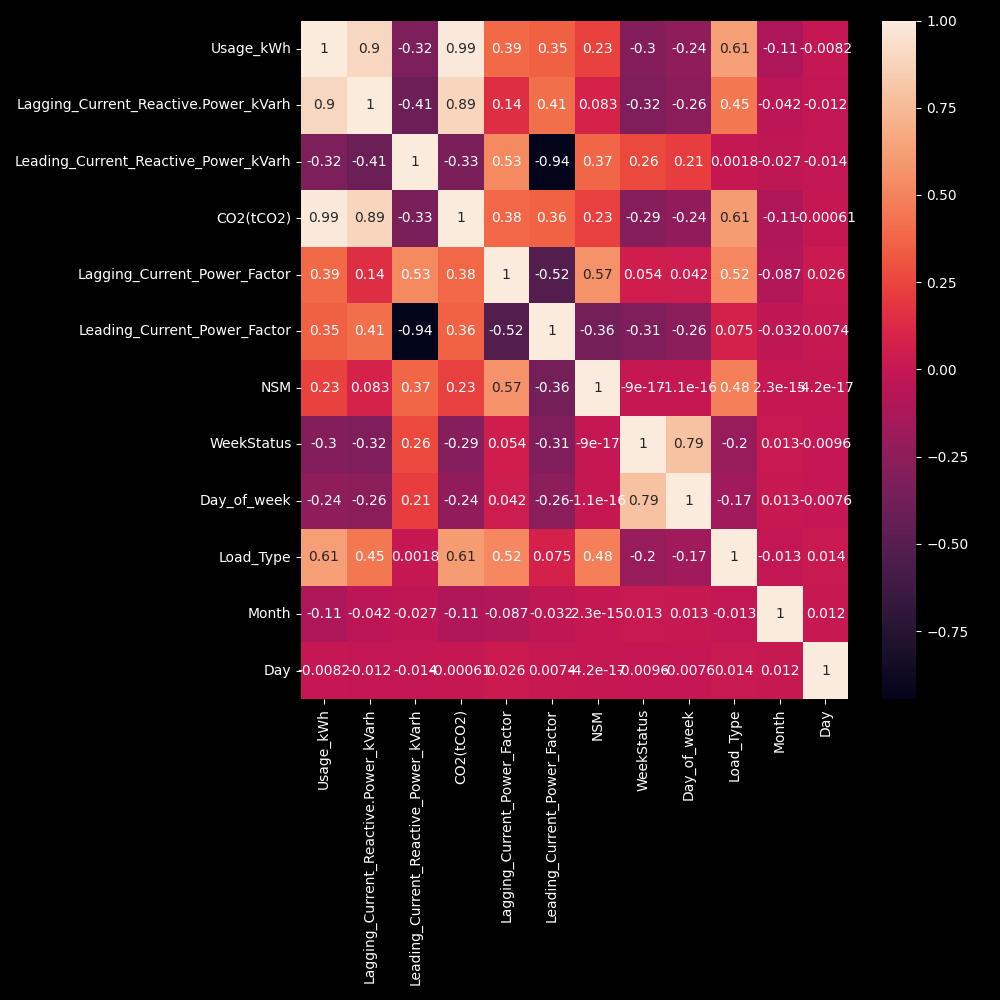 Usage_kWh 1 0.9 -0.32 0.99 0.39 0.35 0.23 -0.3 -0.24 0.61 -0.11 -0.0082
Lagging_Current_Reactive.Power_kVarh 0.9 1 -0.41 0.89 0.14 0.41 0.083 -0.32 -0.26 0.45 -0.042 -0.012
Leading_Current_Reactive_Power_kVarh -0.32 -0.41 1 -0.33 0.53 -0.94 0.37 0.26 0.21 0.0018 -0.027 -0.014
CO2(tCO2) 0.99 0.89 -0.33 1 0.38 0.36 0.23 -0.29 -0.24 0.61 -0.11 -0.00061
Lagging_Current_Power_Factor 0.39 0.14 0.53 0.38 1 -0.52 0.57 0.054 0.042 0.52 -0.087 0.026
Leading_Current_Power_Factor 0.35 0.41 -0.94 0.36 -0.52 1 -0.36 -0.31 -0.26 0.075 -0.032 0.0074
NSM 0.23 0.083 0.37 0.23 0.57 -0.36 1 -9e-17 -1.1e-16 0.48 2.3e-15 -4.2e-17
WeekStatus -0.3 -0.32 0.26 -0.29 0.054 -0.31 -9e-17 1 0.79 -0.2 0.013 -0.0096
Day_of_week -0.24 -0.26 0.21 -0.24 0.042 -0.26 -1.1e-16 0.79 1 -0.17 0.013 -0.0076
Load_Type 0.61 0.45 0.0018 0.61 0.52 0.075 0.48 -0.2 -0.17 1 -0.013 0.014
Month -0.11 -0.042 -0.027 -0.11 -0.087 -0.032 2.3e-15 0.013 0.013 -0.013 1 0.012
Day -0.0082 -0.012 -0.014 -0.00061 0.026 0.0074 -4.2e-17 -0.0096 -0.0076 0.014 0.012 1
Usage_kWh
Lagging_Current_Reactive.Power_kVarh
Leading_Current_Reactive_Power_kVarh
CO2(tCO2)
Lagging_Current_Power_Factor
Leading_Current_Power_Factor
NSM
WeekStatus
Day_of_week
Load_Type
Month
Day
1.00
0.75
0.50
0.25
0.00
−0.25
−0.50
−0.75